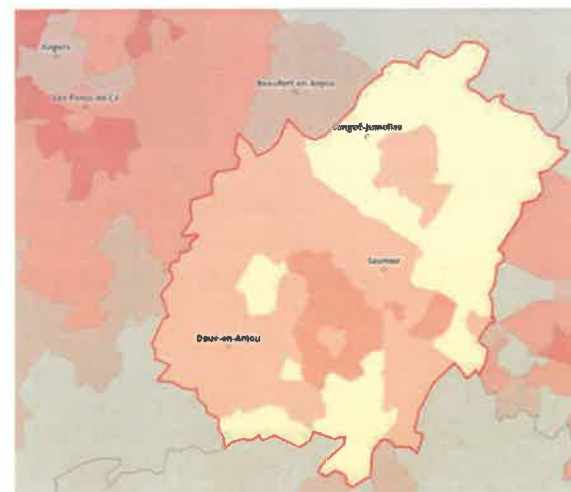 Angers
Les Ponts-de-Cé
Beaufort-en-Anjou
Longué-Jumelles
Saumur
Doué-en-Anjou